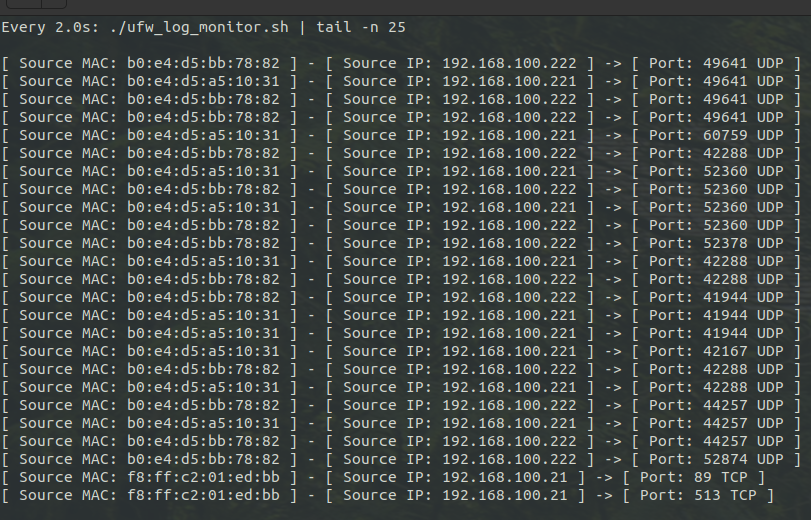 Every 2.0s: ./ufw_log_monitor.sh | tail -n 25
[ Source MAC: b0:e4:d5:bb:78:82 ] - [ Source IP: 192.168.100.222 ] -> [ Port: 49641 UDP ]
[ Source MAC: b0:e4:d5:a5:10:31 ] - [ Source IP: 192.168.100.221 ] -> [ Port: 49641 UDP ]
[ Source MAC: b0:e4:d5:bb:78:82 ] - [ Source IP: 192.168.100.222 ] -> [ Port: 49641 UDP ]
[ Source MAC: b0:e4:d5:bb:78:82 ] - [ Source IP: 192.168.100.222 ] -> [ Port: 49641 UDP ]
[ Source MAC: b0:e4:d5:a5:10:31 ] - [ Source IP: 192.168.100.221 ] -> [ Port: 60759 UDP ]
[ Source MAC: b0:e4:d5:bb:78:82 ] - [ Source IP: 192.168.100.222 ] -> [ Port: 42288 UDP ]
[ Source MAC: b0:e4:d5:a5:10:31 ] - [ Source IP: 192.168.100.221 ] -> [ Port: 52360 UDP ]
[ Source MAC: b0:e4:d5:bb:78:82 ] - [ Source IP: 192.168.100.222 ] -> [ Port: 52360 UDP ]
[ Source MAC: b0:e4:d5:a5:10:31 ] - [ Source IP: 192.168.100.221 ] -> [ Port: 52360 UDP ]
[ Source MAC: b0:e4:d5:bb:78:82 ] - [ Source IP: 192.168.100.222 ] -> [ Port: 52360 UDP ]
[ Source MAC: b0:e4:d5:bb:78:82 ] - [ Source IP: 192.168.100.222 ] -> [ Port: 52378 UDP ]
[ Source MAC: b0:e4:d5:a5:10:31 ] - [ Source IP: 192.168.100.221 ] -> [ Port: 42288 UDP ]
[ Source MAC: b0:e4:d5:bb:78:82 ] - [ Source IP: 192.168.100.222 ] -> [ Port: 42288 UDP ]
[ Source MAC: b0:e4:d5:bb:78:82 ] - [ Source IP: 192.168.100.222 ] -> [ Port: 41944 UDP ]
[ Source MAC: b0:e4:d5:a5:10:31 ] - [ Source IP: 192.168.100.221 ] -> [ Port: 41944 UDP ]
[ Source MAC: b0:e4:d5:a5:10:31 ] - [ Source IP: 192.168.100.221 ] -> [ Port: 41944 UDP ]
[ Source MAC: b0:e4:d5:a5:10:31 ] - [ Source IP: 192.168.100.221 ] -> [ Port: 42167 UDP ]
[ Source MAC: b0:e4:d5:bb:78:82 ] - [ Source IP: 192.168.100.222 ] -> [ Port: 42288 UDP ]
[ Source MAC: b0:e4:d5:a5:10:31 ] - [ Source IP: 192.168.100.221 ] -> [ Port: 42288 UDP ]
[ Source MAC: b0:e4:d5:bb:78:82 ] - [ Source IP: 192.168.100.222 ] -> [ Port: 44257 UDP ]
[ Source MAC: b0:e4:d5:a5:10:31 ] - [ Source IP: 192.168.100.221 ] -> [ Port: 44257 UDP ]
[ Source MAC: b0:e4:d5:bb:78:82 ] - [ Source IP: 192.168.100.222 ] -> [ Port: 44257 UDP ]
[ Source MAC: b0:e4:d5:bb:78:82 ] - [ Source IP: 192.168.100.222 ] -> [ Port: 52874 UDP ]
[ Source MAC: f8:ff:c2:01:ed:bb ] - [ Source IP: 192.168.100.21 ] -> [ Port: 89 TCP ]
[ Source MAC: f8:ff:c2:01:ed:bb ] - [ Source IP: 192.168.100.21 ] -> [ Port: 513 TCP ]